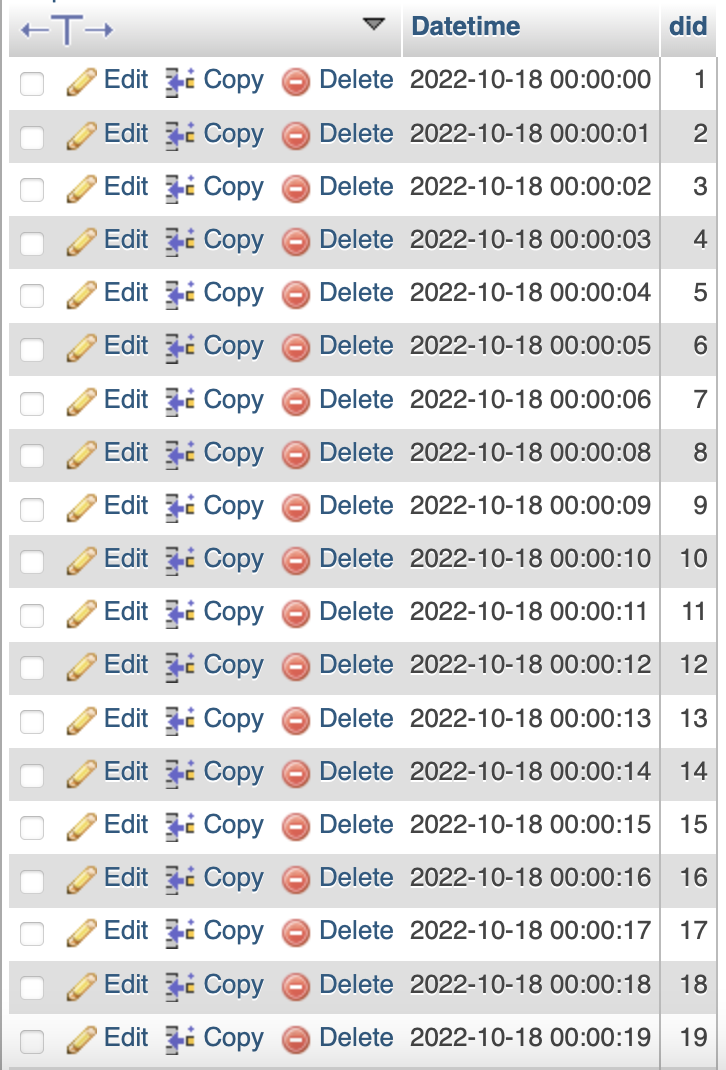 ←T→ Datetime did
Edit Copy Delete 2022-10-18 00:00:00 1
Edit Copy Delete 2022-10-18 00:00:01 2
Edit Copy Delete 2022-10-18 00:00:02 3
Edit Copy Delete 2022-10-18 00:00:03 4
Edit Copy Delete 2022-10-18 00:00:04 5
Edit Copy Delete 2022-10-18 00:00:05 6
Edit Copy Delete 2022-10-18 00:00:06 7
Edit Copy Delete 2022-10-18 00:00:08 8
Edit Copy Delete 2022-10-18 00:00:09 9
Edit Copy Delete 2022-10-18 00:00:10 10
Edit Copy Delete 2022-10-18 00:00:11 11
Edit Copy Delete 2022-10-18 00:00:12 12
Edit Copy Delete 2022-10-18 00:00:13 13
Edit Copy Delete 2022-10-18 00:00:14 14
Edit Copy Delete 2022-10-18 00:00:15 15
Edit Copy Delete 2022-10-18 00:00:16 16
Edit Copy Delete 2022-10-18 00:00:17 17
Edit Copy Delete 2022-10-18 00:00:18 18
Edit Copy Delete 2022-10-18 00:00:19 19